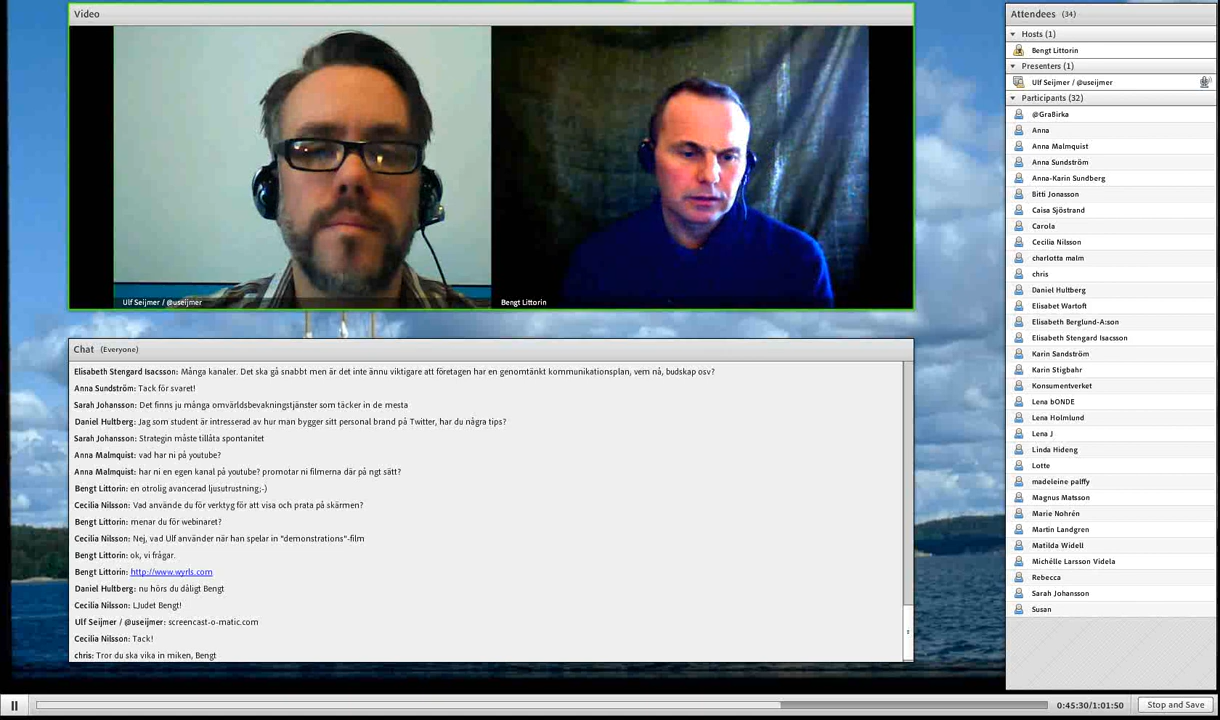 Video
Ulf Seijmer / @useijmer
Bengt Littorin
Chat (Everyone)
Elisabeth Stengard Isacsson: Många kanaler. Det ska gå snabbt men är det inte ännu viktigare att företagen har en genomtänkt kommunikationsplan, vem nå, budskap osv?
Anna Sundström: Tack för svaret!
Sarah Johansson: Det finns ju många omvärldsbevakningstjänster som täcker in de mesta
Daniel Hultberg: Jag som student är intresserad av hur man bygger sitt personal brand på Twitter, har du några tips?
Sarah Johansson: Strategin måste tillåta spontanitet
Anna Malmquist: vad har ni på youtube?
Anna Malmquist: har ni en egen kanal på youtube? promotar ni filmerna där på ngt sätt?
Bengt Littorin: en otrolig avancerad ljusutrustning;-)
Cecilia Nilsson: Vad använde du för verktyg för att visa och prata på skärmen?
Bengt Littorin: menar du för webinaret?
Cecilia Nilsson: Nej, vad Ulf använder när han spelar in "demonstrations"-film
Bengt Littorin: ok, vi frågar.
Bengt Littorin: http://www.wyrls.com
Daniel Hultberg: nu hörs du dåligt Bengt
Cecilia Nilsson: LJudet Bengt!
Ulf Seijmer / @useijmer: screencast-o-matic.com
Cecilia Nilsson: Tack!
chris: Tror du ska vika in miken, Bengt
Attendees (34)
Hosts (1)
Bengt Littorin
Presenters (1)
Ulf Seijmer / @useijmer
Participants (32)
@GraBirka
Anna
Anna Malmquist
Anna Sundström
Anna-Karin Sundberg
Bitti Jonasson
Caisa Sjöstrand
Carola
Cecilia Nilsson
charlotta malm
chris
Daniel Hultberg
Elisabet Wartoft
Elisabeth Berglund-A:son
Elisabeth Stengard Isacsson
Karin Sandström
Karin Stigbahr
Konsumentverket
Lena bONDE
Lena Holmlund
Lena J
Linda Hideng
Lotte
madeleine palffy
Magnus Matsson
Marie Nohrén
Martin Landgren
Matilda Widell
Michélle Larsson Videla
Rebecca
Sarah Johansson
Susan
0:45:30/1:01:50
Stop and Save